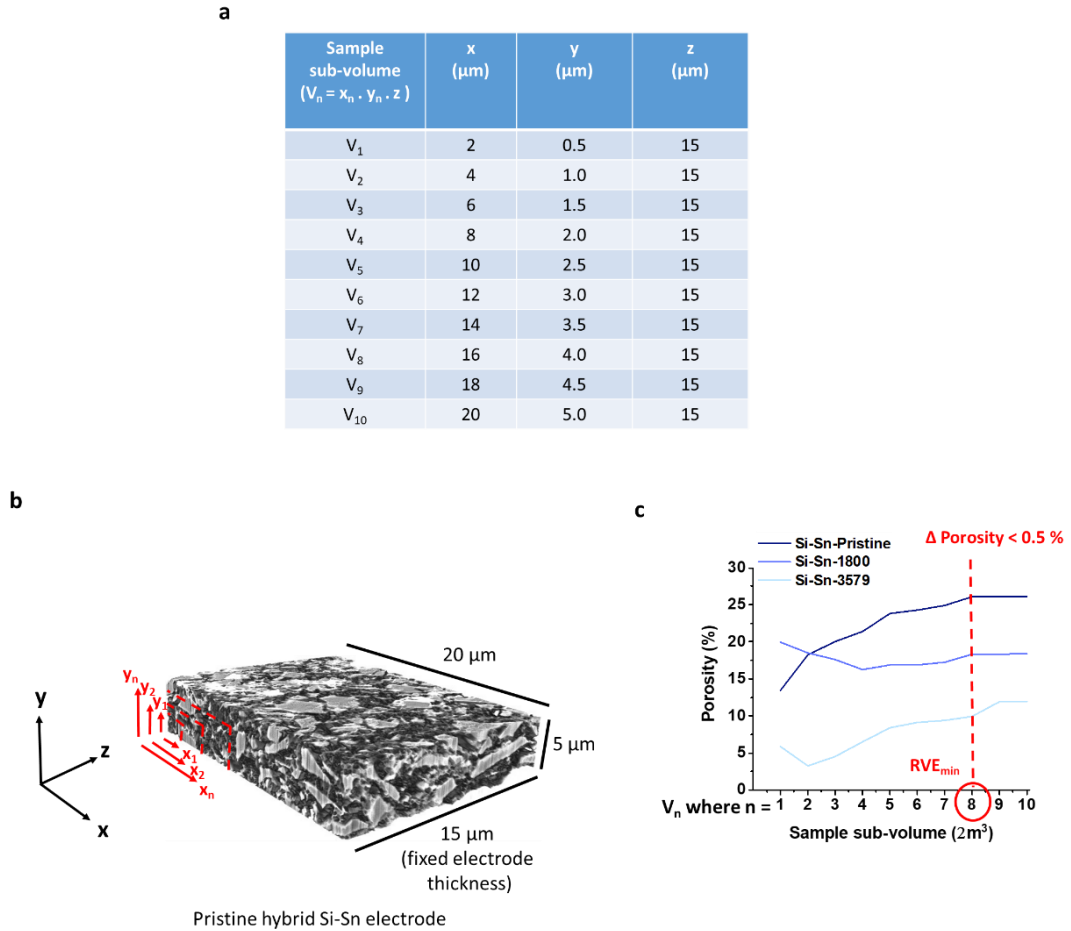 a
Sample sub-volume (Vₙ = xₙ . yₙ . z ) x (μm) y (μm) z (μm)
V₁ 2 0.5 15
V₂ 4 1.0 15
V₃ 6 1.5 15
V₄ 8 2.0 15
V₅ 10 2.5 15
V₆ 12 3.0 15
V₇ 14 3.5 15
V₈ 16 4.0 15
V₉ 18 4.5 15
V₁₀ 20 5.0 15
b
20 μm
5 μm
15 μm
(fixed electrode
thickness)
yₙ
y₂
y₁
x₁
x₂
xₙ
y
z
x
Pristine hybrid Si-Sn electrode
c
Δ Porosity < 0.5 %
Si-Sn-Pristine
Si-Sn-1800
Si-Sn-3579
Porosity (%)
30
25
20
15
10
5
0
RVEₘᵢₙ
Vₙ where n = 1 2 3 4 5 6 7 8 9 10
Sample sub-volume (2m³)